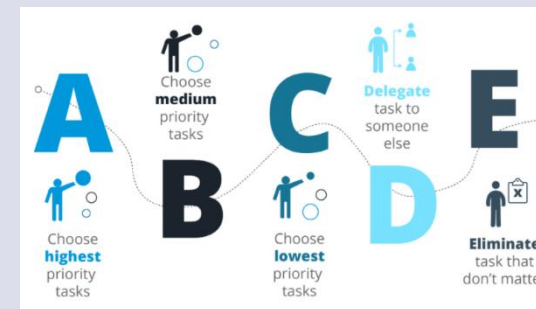 A
Choose
highest
priority
tasks
B
Choose
medium
priority
tasks
C
Choose
lowest
priority
tasks
D
Delegate
task to
someone
else
E
x
Eliminate
task that
don't matte